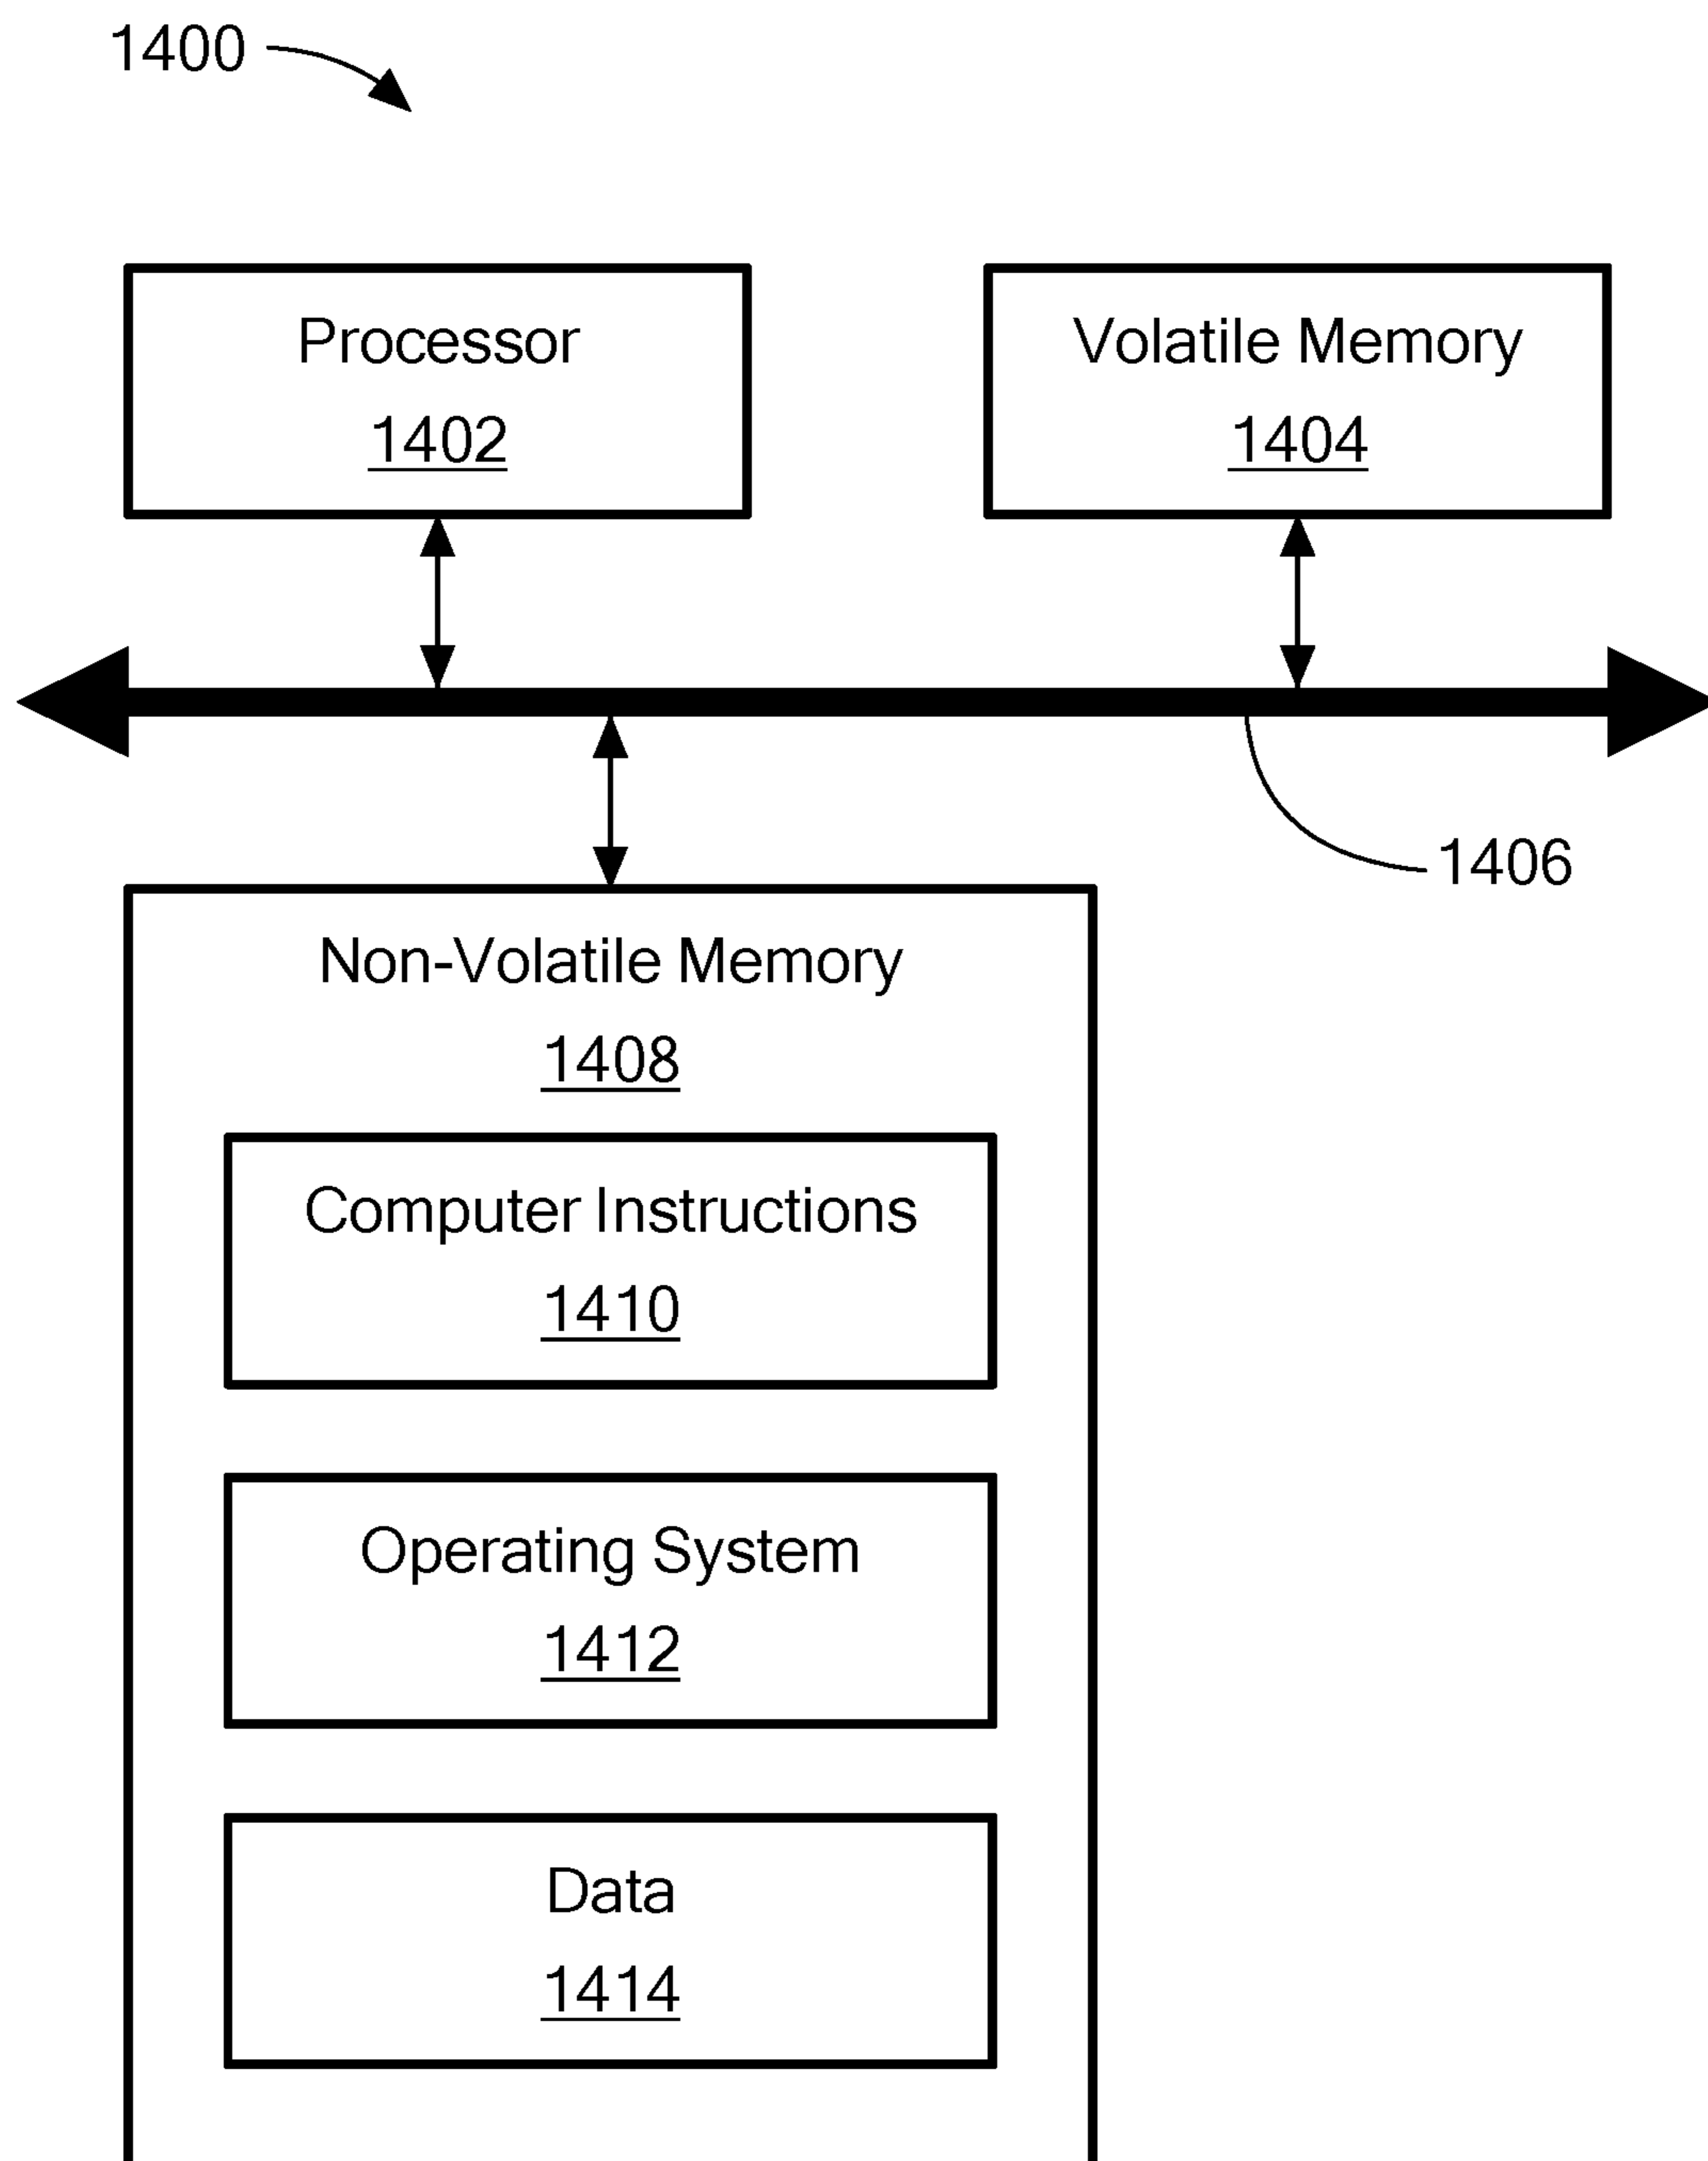 1400
Processor
1402
Volatile Memory
1404
1406
Non-Volatile Memory
1408
Computer Instructions
1410
Operating System
1412
Data
1414